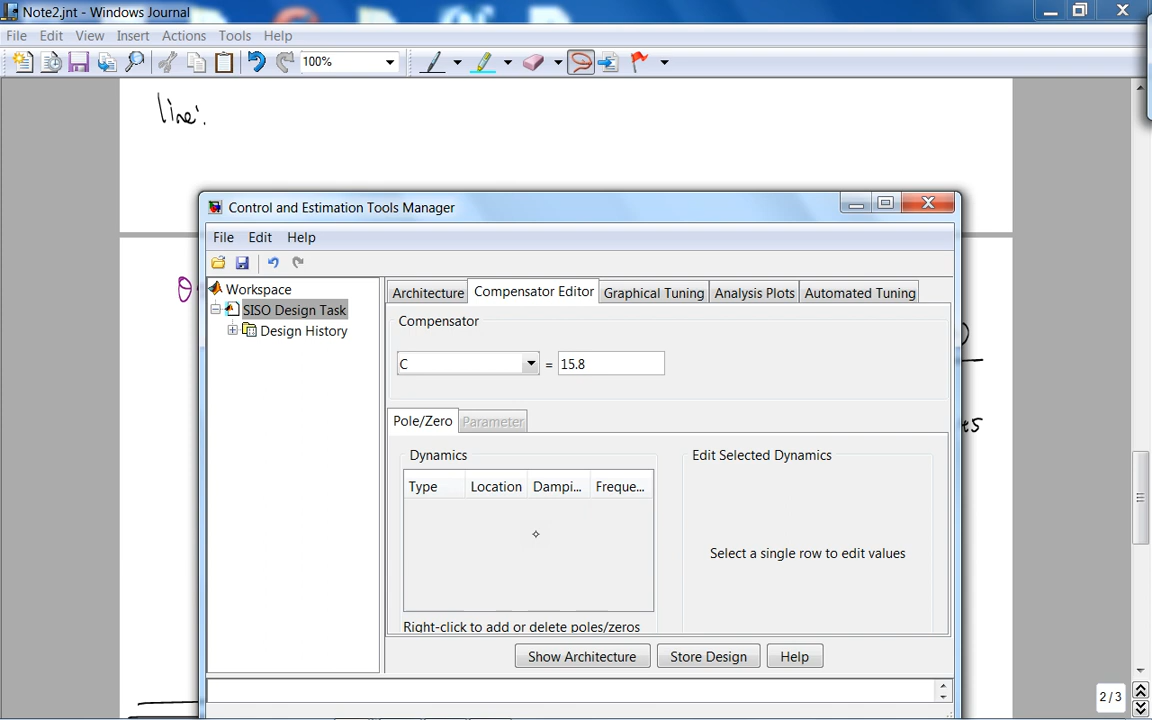 Note2.jnt - Windows Journal
File Edit View Insert Actions Tools Help
100%
line:
Control and Estimation Tools Manager
File Edit Help
Workspace
SISO Design Task
Design History
Architecture Compensator Editor Graphical Tuning Analysis Plots Automated Tuning
Compensator
C = 15.8
Pole/Zero Parameter
Dynamics
Edit Selected Dynamics
Type Location Dampi... Freque...
Select a single row to edit values
Right-click to add or delete poles/zeros
Show Architecture Store Design Help
2 / 3